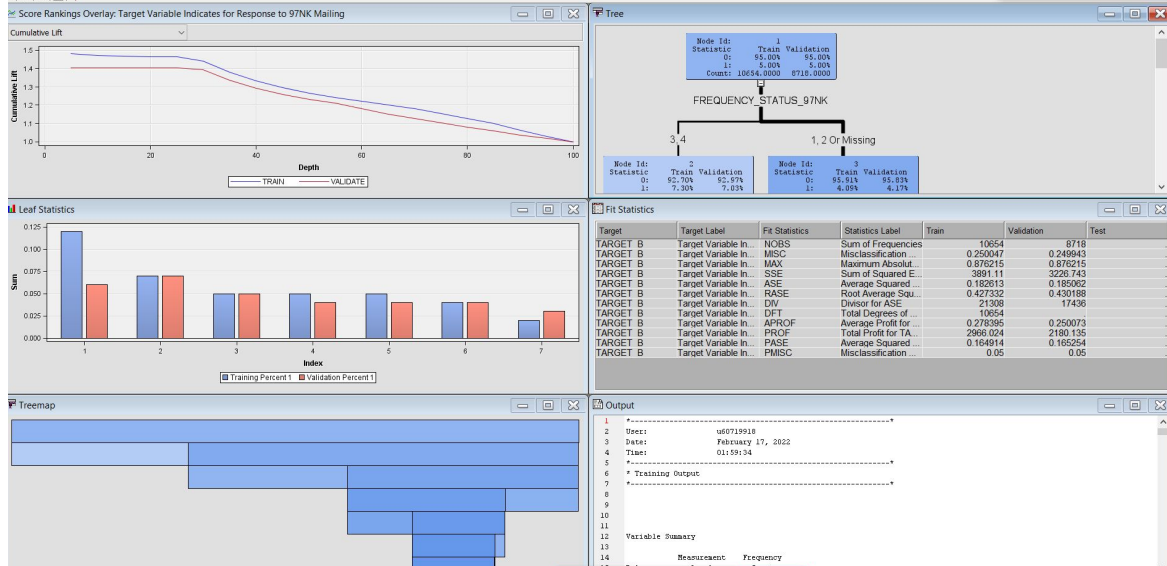 Score Rankings Overlay: Target Variable Indicates for Response to 97NK Mailing
Cumulative Lift
1.5
1.4
1.3
1.2
1.1
1.0
Cumulative Lift
0 20 40 60 80 100
Depth
TRAIN VALIDATE
Tree
Node Id: 1
Statistic Train Validation
0: 95.00% 95.00%
1: 5.00% 5.00%
Count: 10654.0000 8718.0000
FREQUENCY_STATUS_97NK
3, 4 1, 2 Or Missing
Node Id: 2
Statistic Train Validation
0: 92.70% 92.97%
1: 7.30% 7.03%
Node Id: 3
Statistic Train Validation
0: 95.91% 95.83%
1: 4.09% 4.17%
Leaf Statistics
0.125
0.100
0.075
0.050
0.025
0.000
Sum
1 2 3 4 5 6 7
Index
Training Percent 1 Validation Percent 1
Fit Statistics
Target Target Label Fit Statistics Statistics Label Train Validation Test
TARGET_B Target Variable In... NOBS Sum of Frequencies 10654 8718 .
TARGET_B Target Variable In... MISC Misclassification ... 0.250047 0.249943 .
TARGET_B Target Variable In... MAX Maximum Absolut... 0.876215 0.876215 .
TARGET_B Target Variable In... SSE Sum of Squared E... 3891.11 3226.743 .
TARGET_B Target Variable In... ASE Average Squared ... 0.182613 0.185062 .
TARGET_B Target Variable In... RASE Root Average Squ... 0.427332 0.430188 .
TARGET_B Target Variable In... DIV Divisor for ASE 21308 17436 .
TARGET_B Target Variable In... DFT Total Degrees of ... 10654 . .
TARGET_B Target Variable In... APROF Average Profit for ... 0.278395 0.250073 .
TARGET_B Target Variable In... PROF Total Profit for TA... 2966.024 2180.135 .
TARGET_B Target Variable In... PASE Average Squared ... 0.164914 0.165254 .
TARGET_B Target Variable In... PMISC Misclassification ... 0.05 0.05 .
Treemap
Output
1 *------------------------------------------------------------*
2 User: u60719918
3 Date: February 17, 2022
4 Time: 01:59:34
5 *------------------------------------------------------------*
6 * Training Output
7 *------------------------------------------------------------*
8
9
10
11
12 Variable Summary
13
14 Measurement Frequency